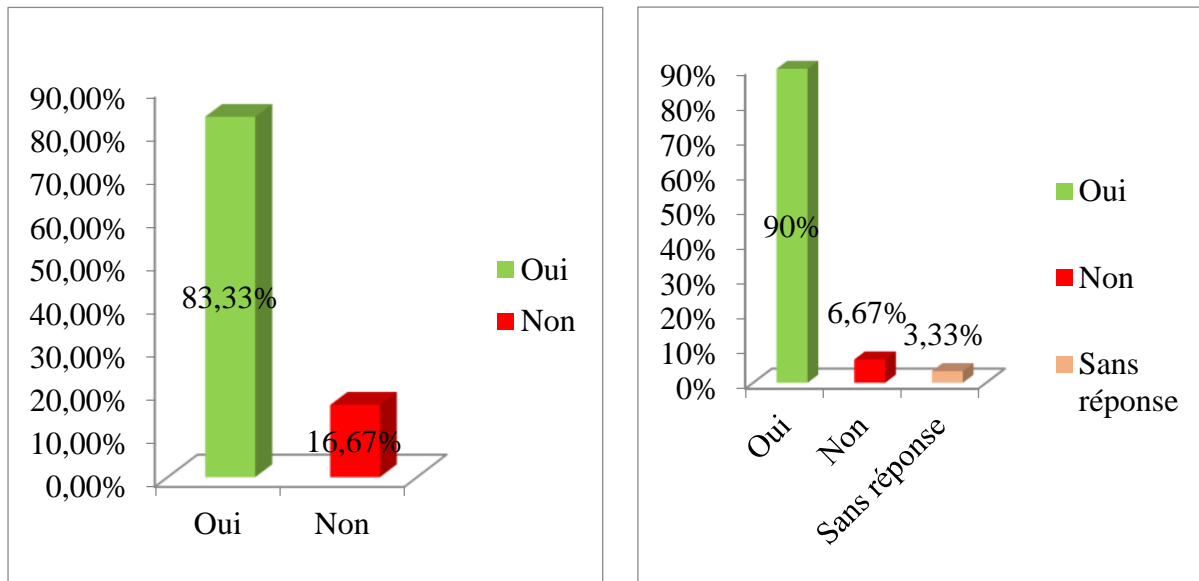 90,00%
80,00%
70,00%
60,00%
50,00%
40,00%
30,00%
20,00%
10,00%
0,00%
83,33%
16,67%
Oui
Non
Oui
Non
90%
80%
70%
60%
50%
40%
30%
20%
10%
0%
90%
6,67%
3,33%
Oui
Non
Sans réponse
Oui
Non
Sans
réponse